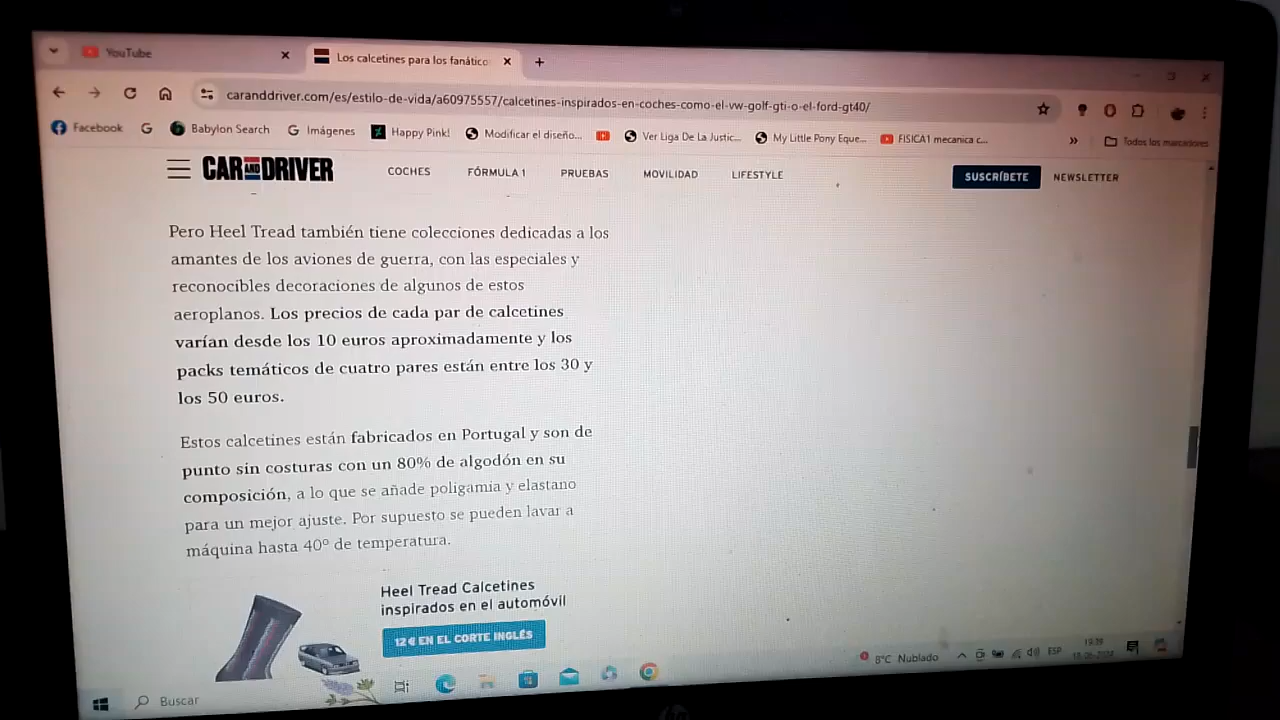 YouTube
Los calcetines para los fanático
caranddriver.com/es/estilo-de-vida/a60975557/calcetines-inspirados-en-coches-como-el-vw-golf-gti-o-el-ford-gt40/
Facebook Babylon Search Imágenes Happy Pink! Modificar el diseño... Ver Liga De La Justic... My Little Pony Eque... FISICA1 mecanica c... Todos los marcadores
CAR AND DRIVER COCHES FÓRMULA 1 PRUEBAS MOVILIDAD LIFESTYLE SUSCRÍBETE NEWSLETTER
Pero Heel Tread también tiene colecciones dedicadas a los
amantes de los aviones de guerra, con las especiales y
reconocibles decoraciones de algunos de estos
aeroplanos. Los precios de cada par de calcetines
varían desde los 10 euros aproximadamente y los
packs temáticos de cuatro pares están entre los 30 y
los 50 euros.
Estos calcetines están fabricados en Portugal y son de
punto sin costuras con un 80% de algodón en su
composición, a lo que se añade poligamia y elastano
para un mejor ajuste. Por supuesto se pueden lavar a
máquina hasta 40º de temperatura.
Heel Tread Calcetines
inspirados en el automóvil
12 € EN EL CORTE INGLÉS
8°C Nublado ESP
Buscar